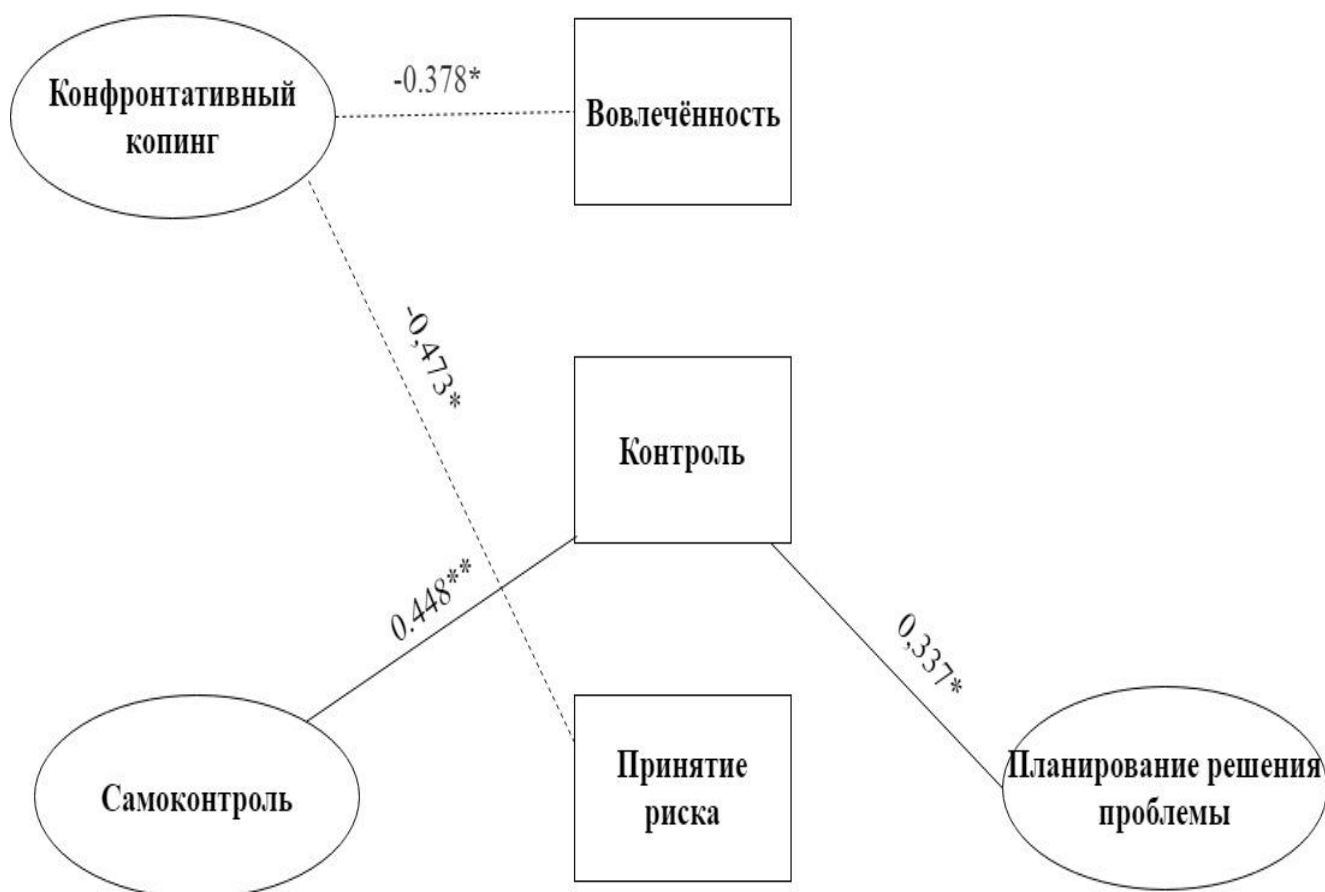 Конфронтативный
копинг
-0.378*
Вовлечённость
-0,473*
Контроль
0.448**
0,337*
Самоконтроль
Принятие
риска
Планирование решения
проблемы